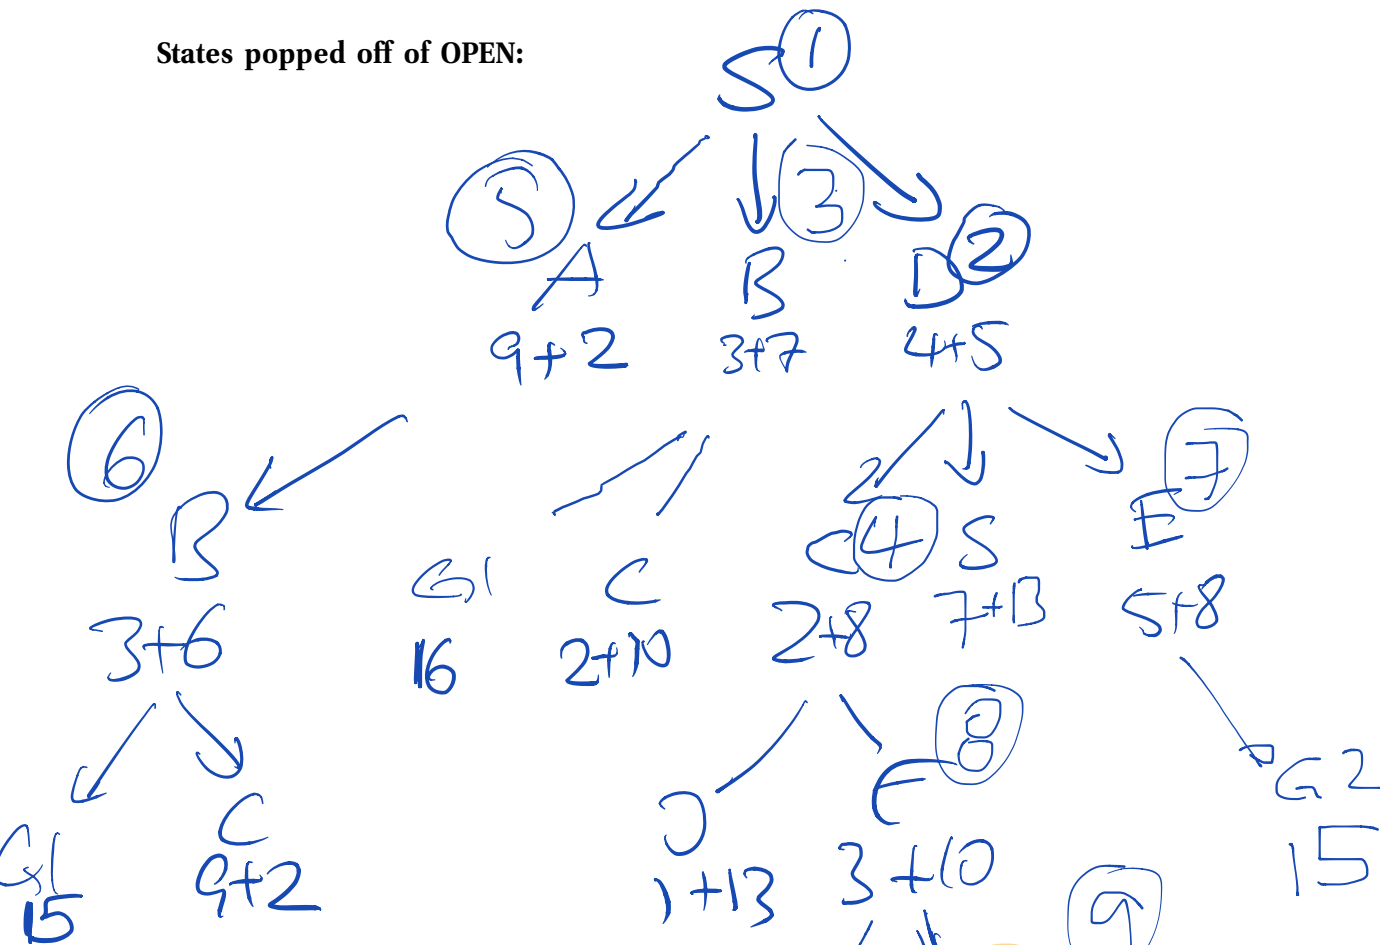 States popped off of OPEN:
S 1
5 3 2
A B D
9+2 3+7 4+5
6 7
B G1 C C 4 S E
3+6 16 2+10 2+8 7+13 5+8
8
G1 C D F G2
15 9+2 1+13 3+10 15
9